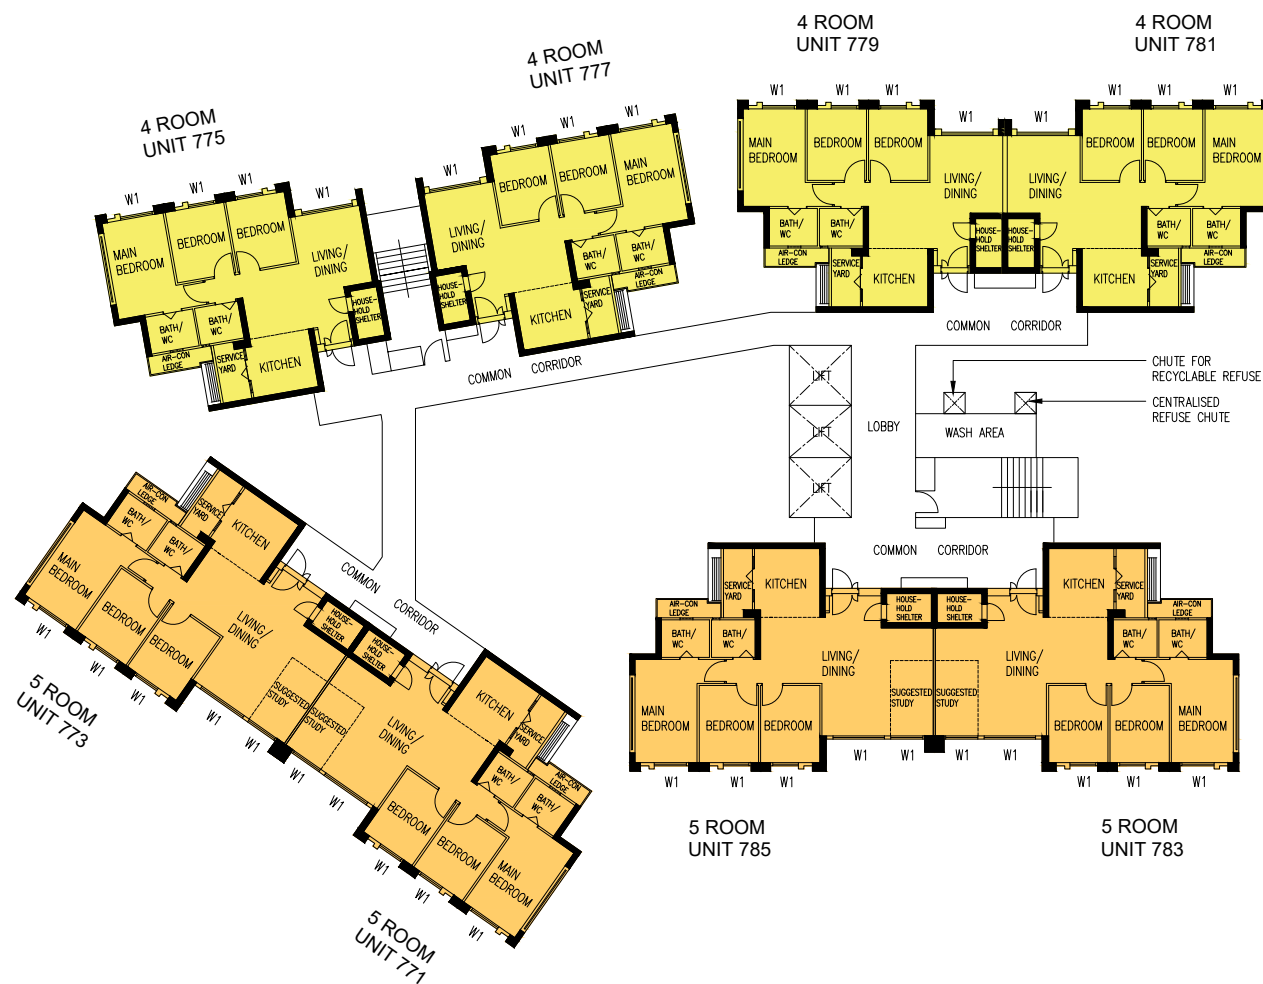 4 ROOM
UNIT 775
W1
W1
W1
W1
MAIN
BEDROOM
BEDROOM
BEDROOM
LIVING/
DINING
BATH/
WC
BATH/
WC
AIR-CON
LEDGE
SERVICE
YARD
KITCHEN
HOUSE-
HOLD
SHELTER
4 ROOM
UNIT 777
W1
W1
W1
W1
BEDROOM
BEDROOM
MAIN
BEDROOM
LIVING/
DINING
BATH/
WC
BATH/
WC
AIR-CON
LEDGE
HOUSE-
HOLD
SHELTER
KITCHEN
SERVICE
YARD
COMMON CORRIDOR
4 ROOM
UNIT 779
W1
W1
W1
W1
MAIN
BEDROOM
BEDROOM
BEDROOM
LIVING/
DINING
BATH/
WC
BATH/
WC
AIR-CON
LEDGE
SERVICE
YARD
KITCHEN
HOUSE-
HOLD
SHELTER
4 ROOM
UNIT 781
W1
W1
W1
W1
BEDROOM
BEDROOM
MAIN
BEDROOM
LIVING/
DINING
HOUSE-
HOLD
SHELTER
BATH/
WC
BATH/
WC
AIR-CON
LEDGE
KITCHEN
SERVICE
YARD
COMMON CORRIDOR
LIFT
LIFT
LIFT
LOBBY
CHUTE FOR
RECYCLABLE REFUSE
CENTRALISED
REFUSE CHUTE
WASH AREA
COMMON CORRIDOR
AIR-CON
LEDGE
SERVICE
YARD
KITCHEN
BATH/
WC
BATH/
WC
MAIN
BEDROOM
BEDROOM
BEDROOM
LIVING/
DINING
HOUSE-
HOLD
SHELTER
SUGGESTED
STUDY
W1
W1
W1
W1
W1
5 ROOM
UNIT 773
COMMON CORRIDOR
HOUSE-
HOLD
SHELTER
KITCHEN
SERVICE
YARD
AIR-CON
LEDGE
SUGGESTED
STUDY
LIVING/
DINING
BATH/
WC
BATH/
WC
BEDROOM
BEDROOM
MAIN
BEDROOM
W1
W1
W1
W1
W1
5 ROOM
UNIT 771
SERVICE
YARD
KITCHEN
HOUSE-
HOLD
SHELTER
AIR-CON
LEDGE
BATH/
WC
BATH/
WC
LIVING/
DINING
SUGGESTED
STUDY
MAIN
BEDROOM
BEDROOM
BEDROOM
W1
W1
W1
W1
W1
5 ROOM
UNIT 785
HOUSE-
HOLD
SHELTER
KITCHEN
SERVICE
YARD
AIR-CON
LEDGE
LIVING/
DINING
BATH/
WC
BATH/
WC
SUGGESTED
STUDY
BEDROOM
BEDROOM
MAIN
BEDROOM
W1
W1
W1
W1
W1
5 ROOM
UNIT 783